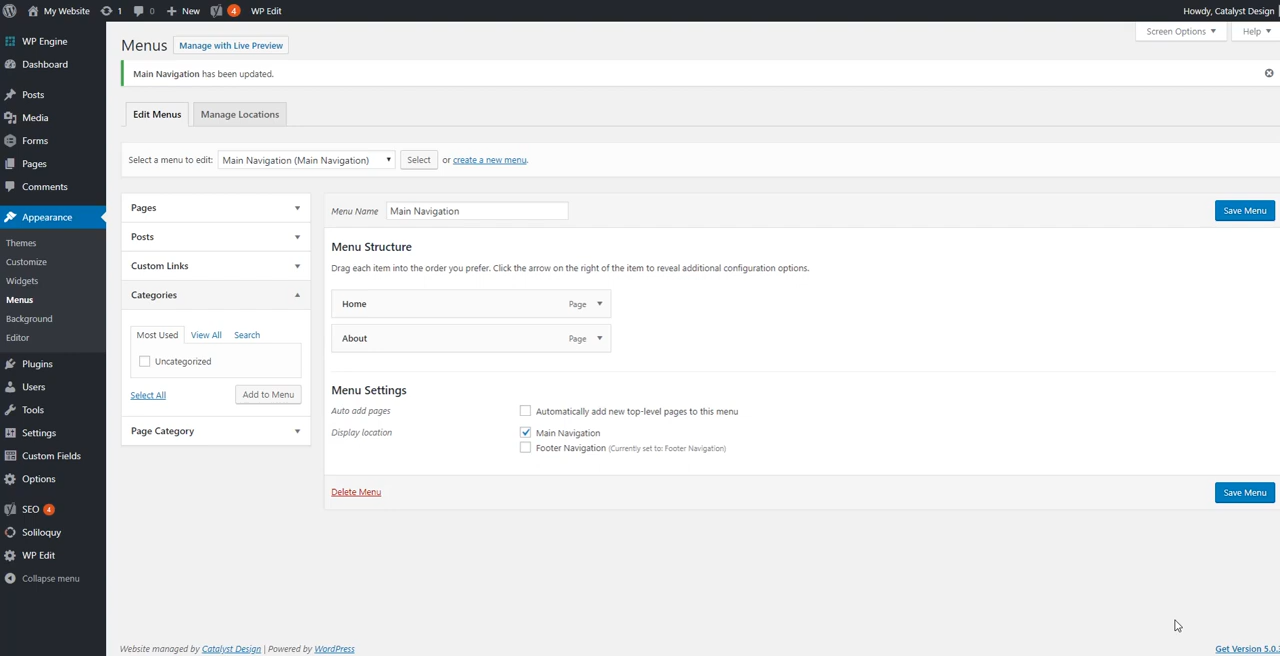 My Website 1 0 New 4 WP Edit Howdy, Catalyst Design
Screen Options ▼ Help ▼
WP Engine
Dashboard
Posts
Media
Forms
Pages
Comments
Appearance
Themes
Customize
Widgets
Menus
Background
Editor
Plugins
Users
Tools
Settings
Custom Fields
Options
SEO 4
Soliloquy
WP Edit
Collapse menu
Menus Manage with Live Preview
Main Navigation has been updated.
Edit Menus Manage Locations
Select a menu to edit: Main Navigation (Main Navigation) Select or create a new menu.
Pages
Posts
Custom Links
Categories
Most Used View All Search
Uncategorized
Select All Add to Menu
Page Category
Menu Name Main Navigation Save Menu
Menu Structure
Drag each item into the order you prefer. Click the arrow on the right of the item to reveal additional configuration options.
Home Page
About Page
Menu Settings
Auto add pages Automatically add new top-level pages to this menu
Display location Main Navigation
Footer Navigation (Currently set to: Footer Navigation)
Delete Menu Save Menu
Website managed by Catalyst Design | Powered by WordPress Get Version 5.0.